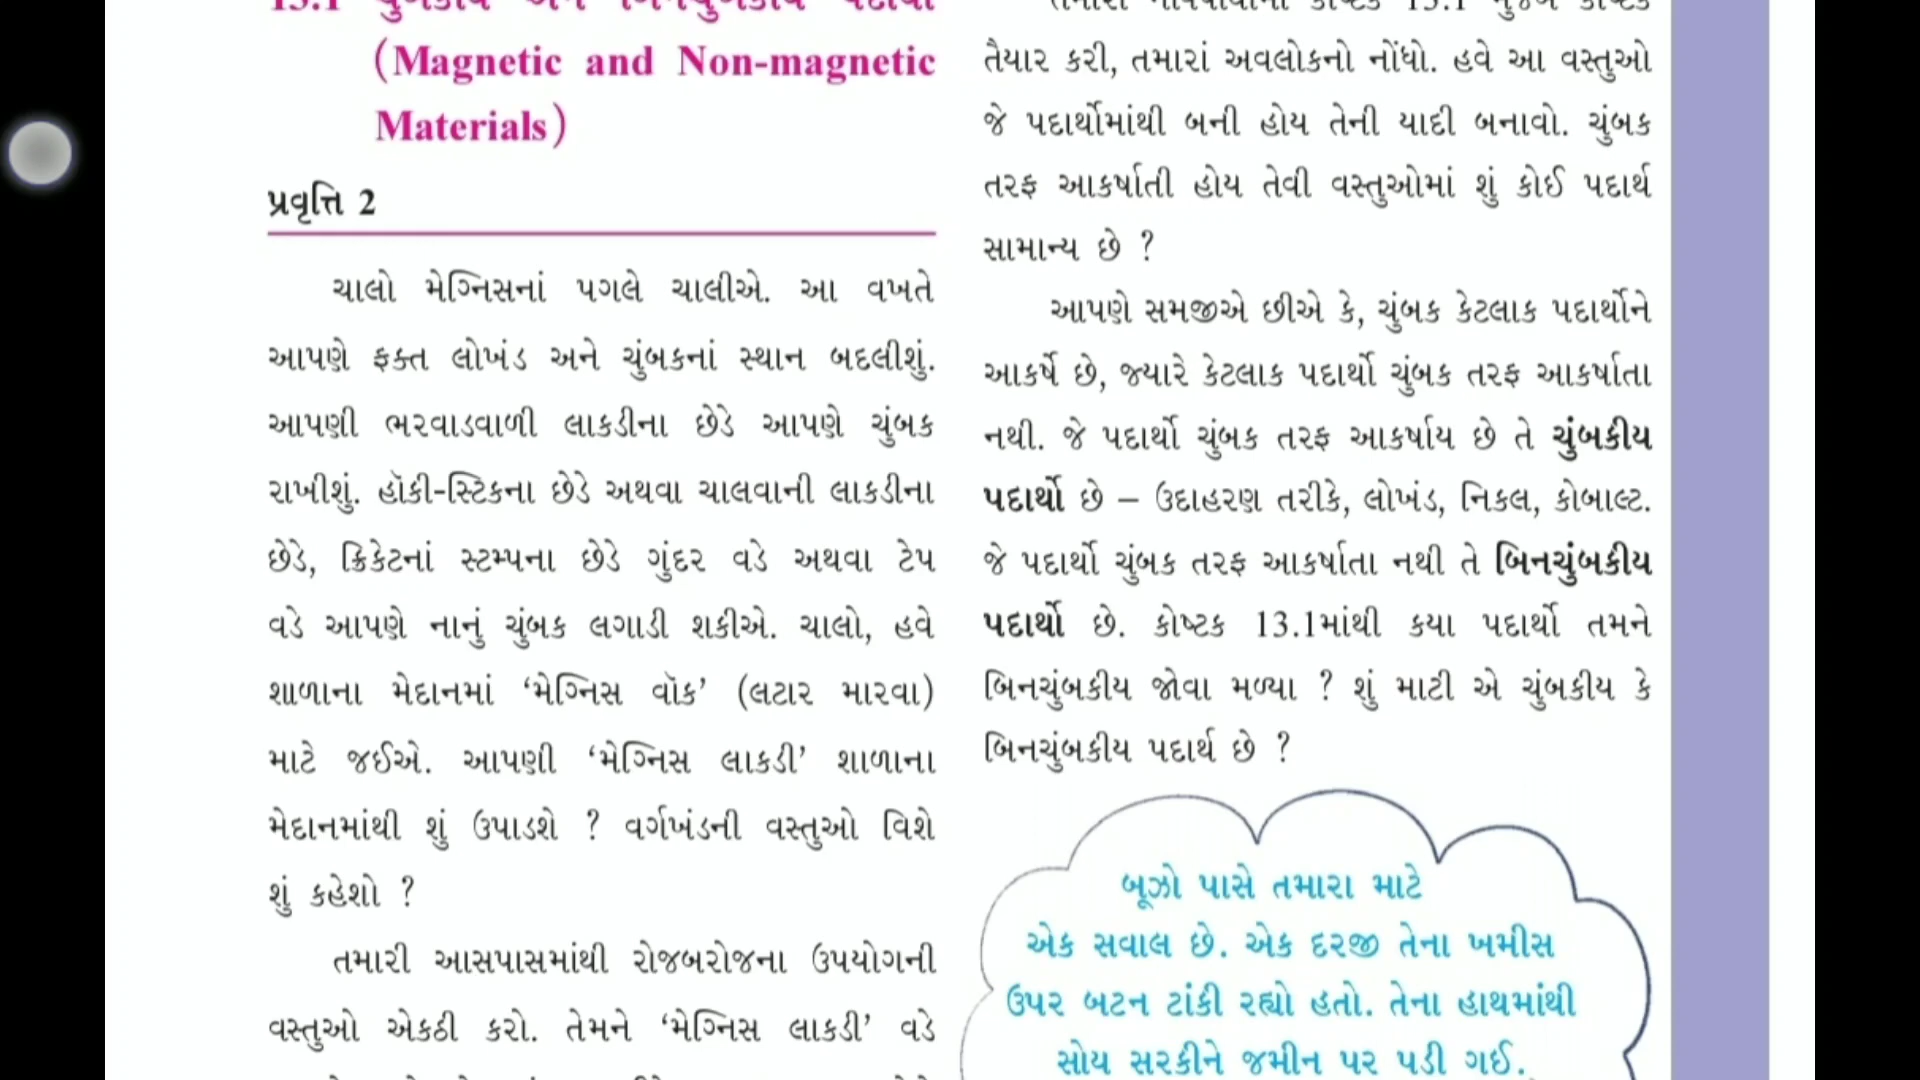 (Magnetic and Non-magnetic
Materials)
પ્રવૃત્તિ 2
ચાલો મેગ્નિસનાં પગલે ચાલીએ. આ વખતે
આપણે ફક્ત લોખંડ અને ચુંબકનાં સ્થાન બદલીશું.
આપણી ભરવાડવાળી લાકડીના છેડે આપણે ચુંબક
રાખીશું. હૉકી-સ્ટિકના છેડે અથવા ચાલવાની લાકડીના
છેડે, ક્રિકેટનાં સ્ટમ્પના છેડે ગુંદર વડે અથવા ટેપ
વડે આપણે નાનું ચુંબક લગાડી શકીએ. ચાલો, હવે
શાળાના મેદાનમાં ‘મેગ્નિસ વૉક’ (લટાર મારવા)
માટે જઈએ. આપણી ‘મેગ્નિસ લાકડી’ શાળાના
મેદાનમાંથી શું ઉપાડશે ? વર્ગખંડની વસ્તુઓ વિશે
શું કહેશો ?
તમારી આસપાસમાંથી રોજબરોજના ઉપયોગની
વસ્તુઓ એકઠી કરો. તેમને ‘મેગ્નિસ લાકડી’ વડે
તૈયાર કરી, તમારાં અવલોકનો નોંધો. હવે આ વસ્તુઓ
જે પદાર્થોમાંથી બની હોય તેની યાદી બનાવો. ચુંબક
તરફ આકર્ષાતી હોય તેવી વસ્તુઓમાં શું કોઈ પદાર્થ
સામાન્ય છે ?
આપણે સમજીએ છીએ કે, ચુંબક કેટલાક પદાર્થોને
આકર્ષે છે, જ્યારે કેટલાક પદાર્થો ચુંબક તરફ આકર્ષાતા
નથી. જે પદાર્થો ચુંબક તરફ આકર્ષાય છે તે ચુંબકીય
પદાર્થો છે – ઉદાહરણ તરીકે, લોખંડ, નિકલ, કોબાલ્ટ.
જે પદાર્થો ચુંબક તરફ આકર્ષાતા નથી તે બિનચુંબકીય
પદાર્થો છે. કોષ્ટક 13.1માંથી કયા પદાર્થો તમને
બિનચુંબકીય જોવા મળ્યા ? શું માટી એ ચુંબકીય કે
બિનચુંબકીય પદાર્થ છે ?
બૂઝો પાસે તમારા માટે
એક સવાલ છે. એક દરજી તેના ખમીસ
ઉપર બટન ટાંકી રહ્યો હતો. તેના હાથમાંથી
સોય સરકીને જમીન પર પડી ગઈ.